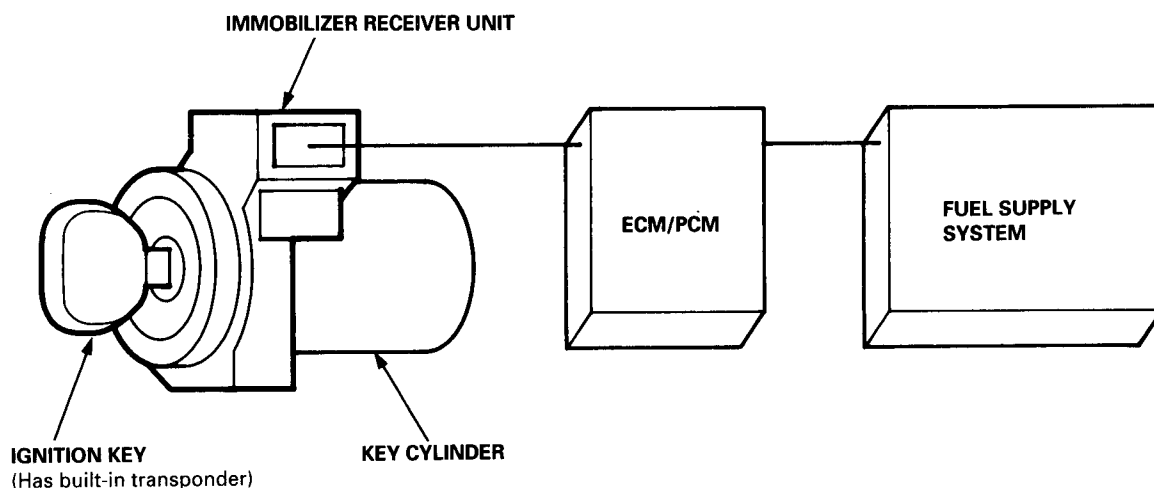 IMMOBILIZER RECEIVER UNIT
ECM/PCM
FUEL SUPPLY
SYSTEM
IGNITION KEY
(Has built-in transponder)
KEY CYLINDER